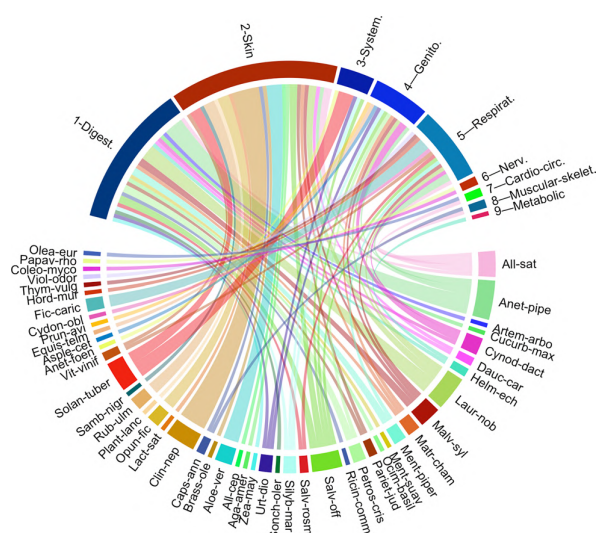 1-Digest.
2-Skin
3-System.
4—Genito.
5—Respirat.
6—Nerv.
7—Cardio-circ.
8—Muscular-skelet.
9—Metabolic
All-sat
Anet-pipe
Artem-arbo
Cucurb-max
Cynod-dact
Dauc-car
Helm-ech
Laur-nob
Malv-syl
Matr-cham
Ment-piper
Ment-suav
Ocim-basil
Pariet-jud
Petros-cris
Ricin-comm
Salv-off
Salv-rosm
Silyb-mar
Sonch-oler
Urt-dio
Zea-may
Aga-amer
All-cep
Aloe-ver
Brass-ole
Caps-ann
Clin-nep
Lact-sat
Opun-fic
Plant-lanc
Rub-ulm
Samb-nigr
Solan-tuber
Vit-vinif
Anet-foen
Asple-cet
Equis-telm
Prun-avi
Cydon-obl
Fic-caric
Hord-mur
Thym-vulg
Viol-odor
Coleo-myco
Papav-rho
Olea-eur